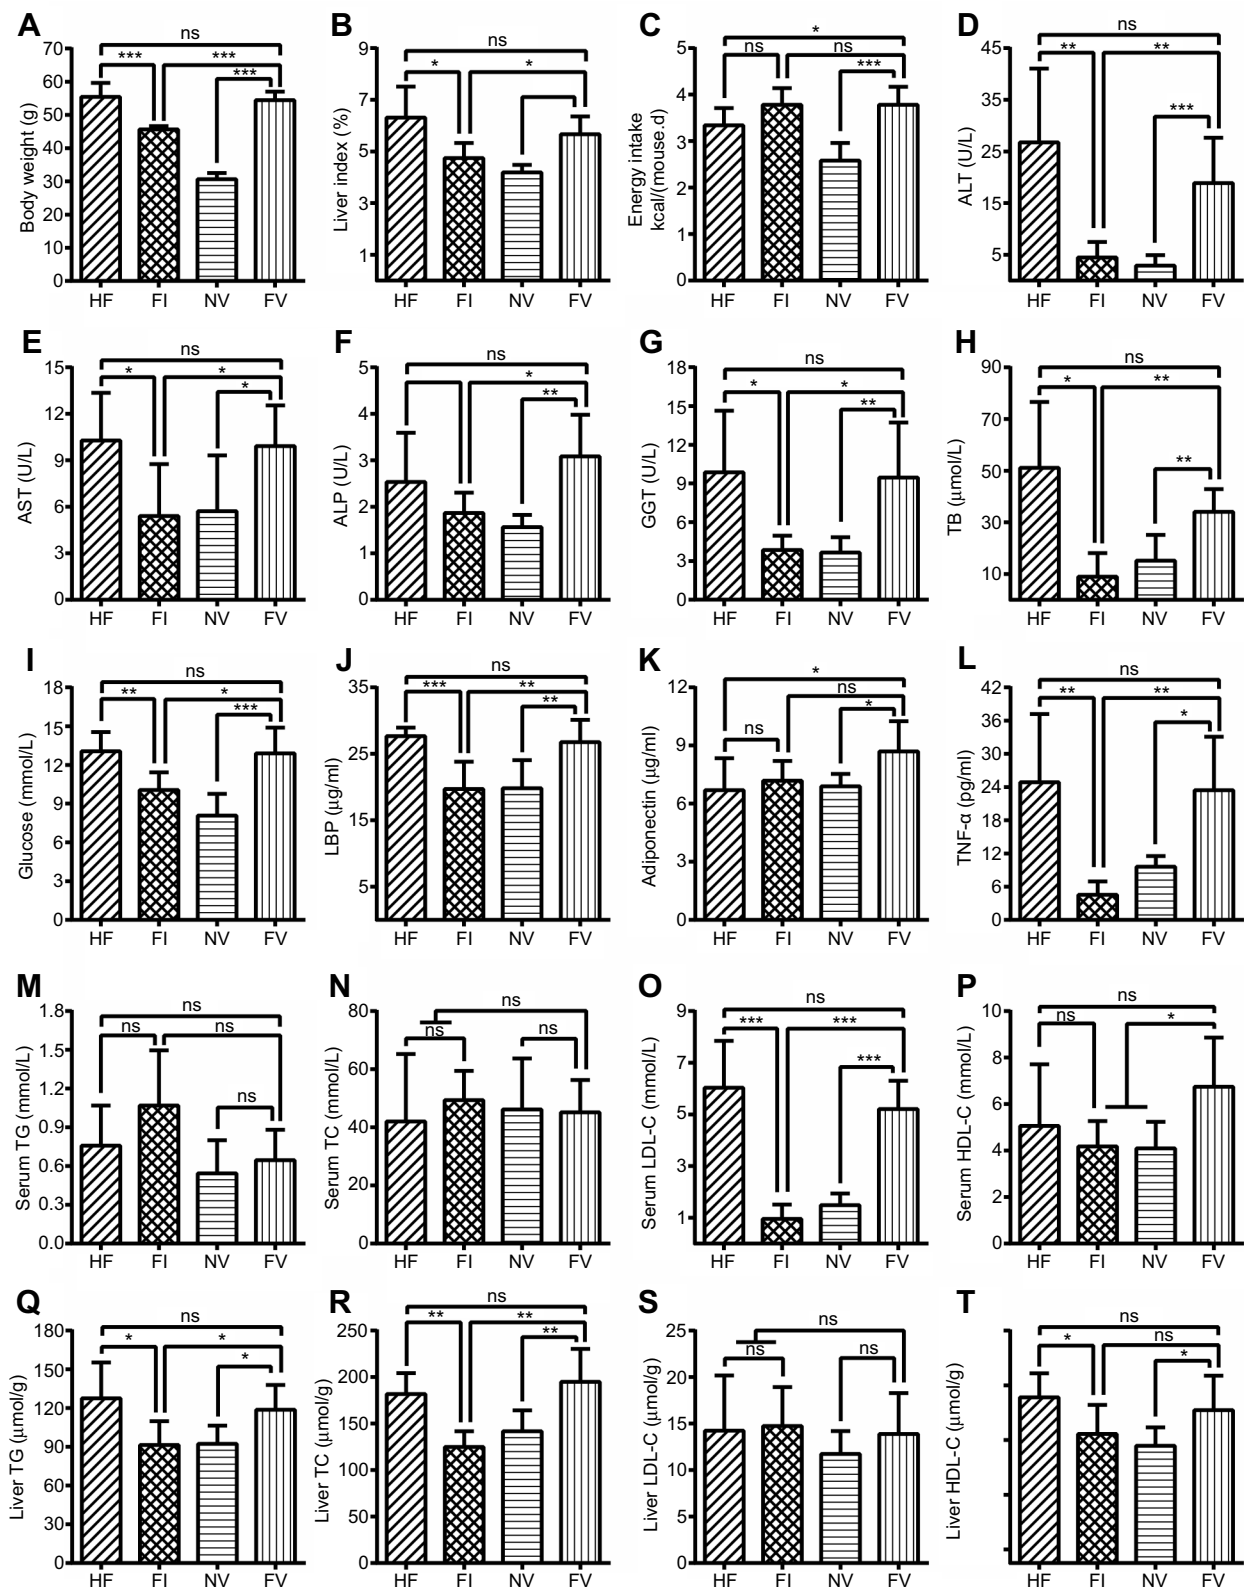 A
Body weight (g)
70
60
50
40
30
20
10
0
ns
***
***
***
HF FI NV FV
B
Liver index (%)
9
7
5
3
1
ns
*
*
HF FI NV FV
C
Energy intake
kcal/(mouse.d)
5
4
3
2
1
0
*
ns
ns
***
HF FI NV FV
D
ALT (U/L)
45
35
25
15
5
ns
**
**
***
HF FI NV FV
E
AST (U/L)
15
12
9
6
3
0
ns
*
*
*
HF FI NV FV
F
ALP (U/L)
5
4
3
2
1
0
ns
*
**
HF FI NV FV
G
GGT (U/L)
18
15
12
9
6
3
0
ns
*
*
**
HF FI NV FV
H
TB (μmol/L)
90
70
50
30
10
ns
*
**
**
HF FI NV FV
I
Glucose (mmol/L)
18
15
12
9
6
3
0
ns
**
*
***
HF FI NV FV
J
LBP (μg/ml)
35
25
15
5
ns
***
**
**
HF FI NV FV
K
Adiponectin (μg/ml)
12
9
6
3
0
*
ns
*
ns
HF FI NV FV
L
TNF-α (pg/ml)
42
36
30
24
18
12
6
0
ns
**
**
*
HF FI NV FV
M
Serum TG (mmol/L)
1.8
1.5
1.2
0.9
0.6
0.3
0.0
ns
ns
ns
ns
HF FI NV FV
N
Serum TC (mmol/L)
80
60
40
20
0
ns
ns
ns
HF FI NV FV
O
Serum LDL-C (mmol/L)
9
7
5
3
1
ns
***
***
***
HF FI NV FV
P
Serum HDL-C (mmol/L)
10
8
6
4
2
0
ns
ns
*
HF FI NV FV
Q
Liver TG (μmol/g)
180
150
120
90
60
30
0
ns
*
*
*
HF FI NV FV
R
Liver TC (μmol/g)
250
200
150
100
50
0
ns
**
**
**
HF FI NV FV
S
Liver LDL-C (μmol/g)
25
20
15
10
5
0
ns
ns
ns
HF FI NV FV
T
Liver HDL-C (μmol/g)
ns
*
ns
*
HF FI NV FV